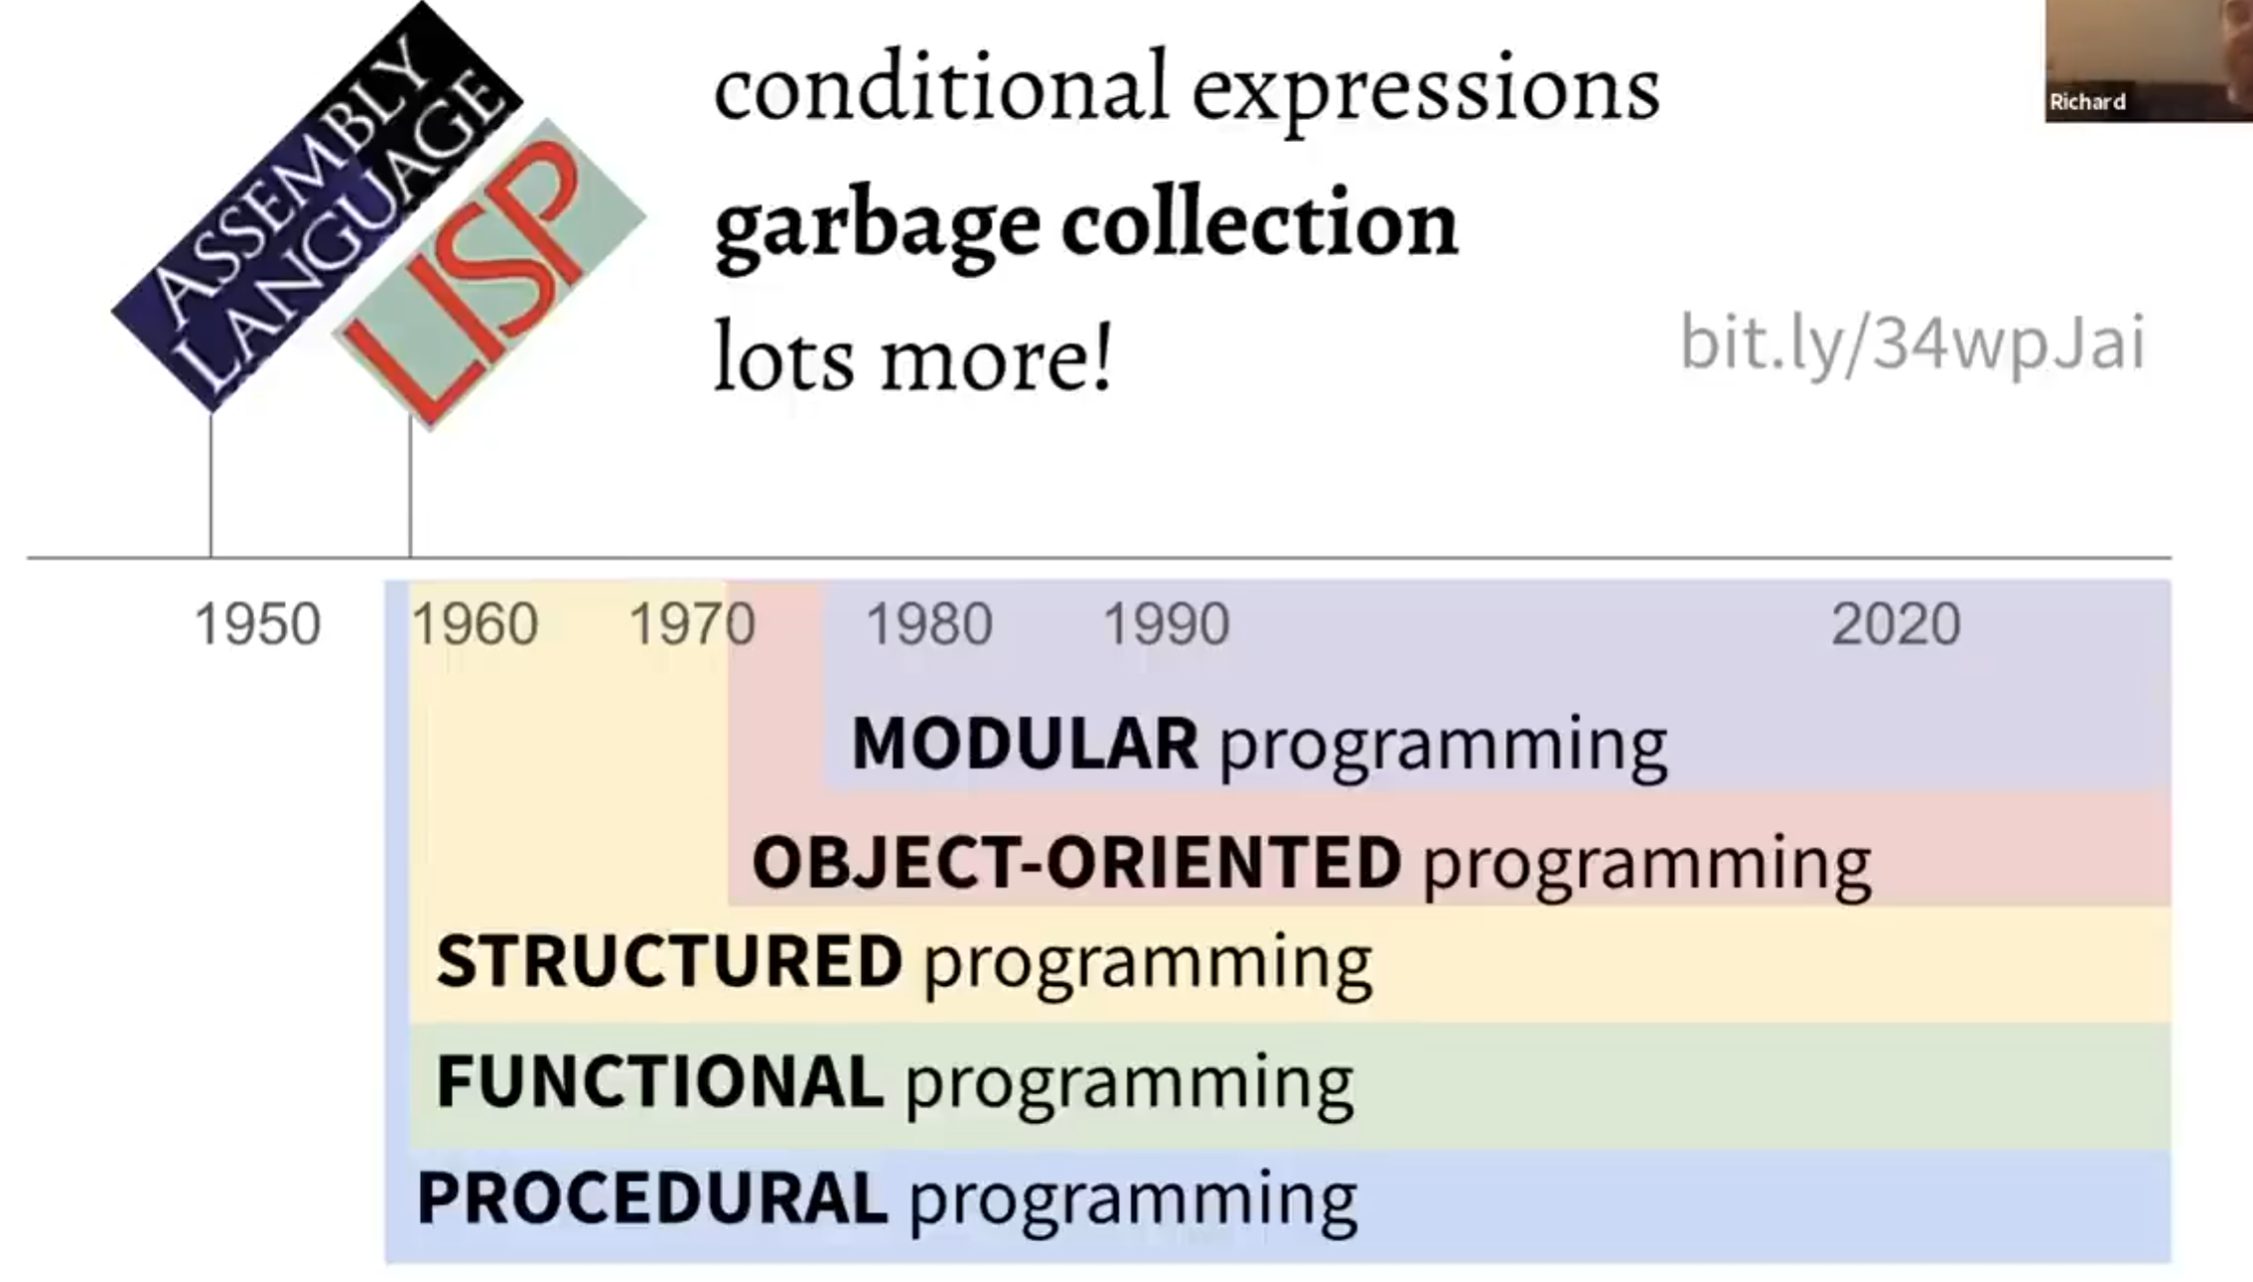 ASSEMBLY
LANGUAGE
LISP
conditional expressions
garbage collection
lots more!
Richard
bit.ly/34wpJai
1950 1960 1970 1980 1990 2020
MODULAR programming
OBJECT-ORIENTED programming
STRUCTURED programming
FUNCTIONAL programming
PROCEDURAL programming